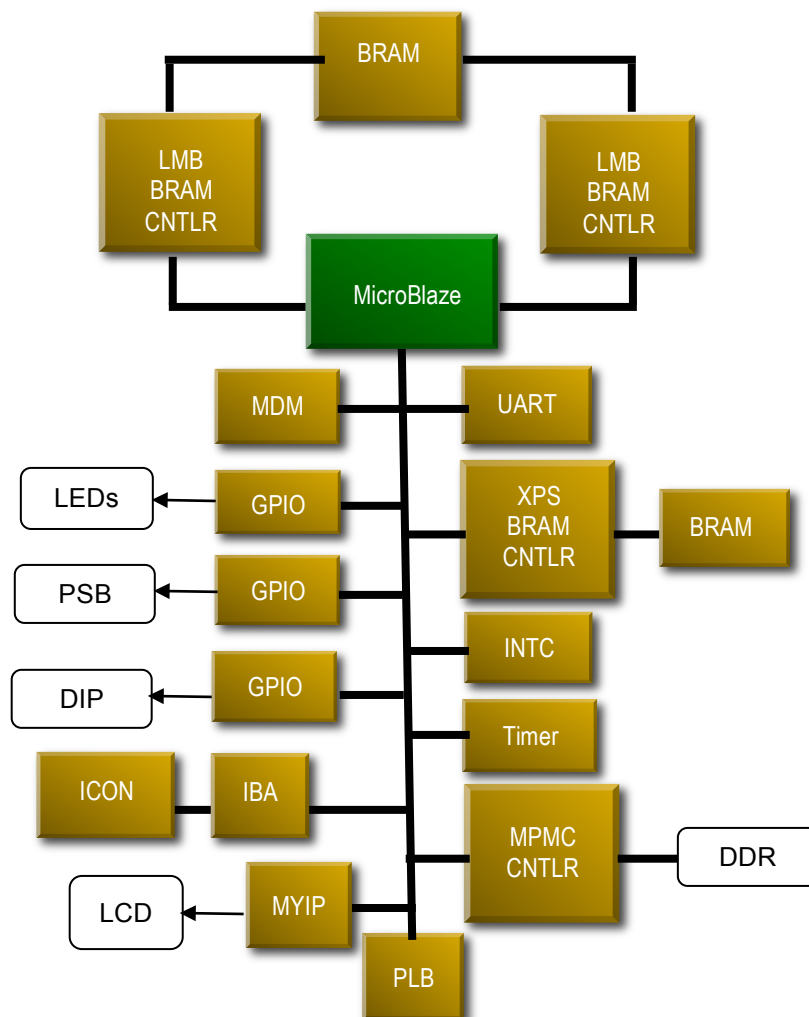 BRAM
LMB
BRAM
CNTLR
LMB
BRAM
CNTLR
MicroBlaze
MDM
UART
LEDs
GPIO
XPS
BRAM
CNTLR
BRAM
PSB
GPIO
INTC
DIP
GPIO
Timer
ICON
IBA
MPMC
CNTLR
DDR
LCD
MYIP
PLB